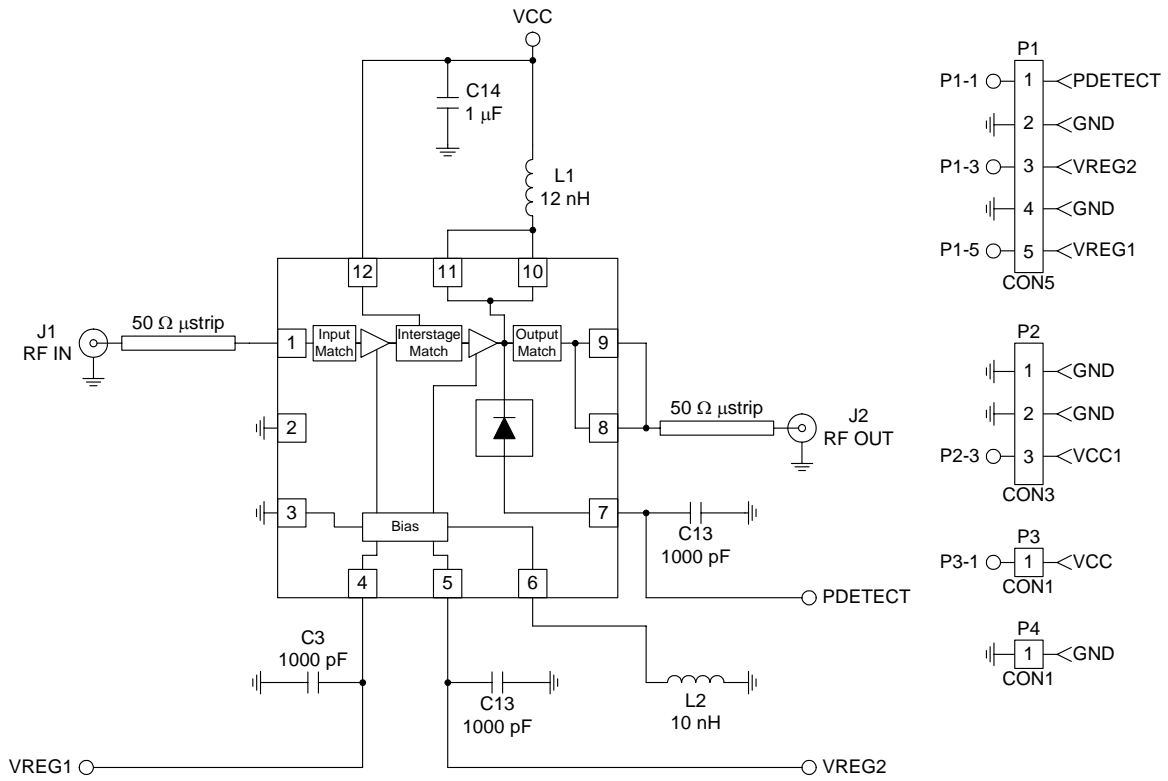 VCC
C14
1 μF
L1
12 nH
12
11
10
J1
RF IN
50 Ω μstrip
1
Input
Match
Interstage
Match
Output
Match
9
2
8
50 Ω μstrip
J2
RF OUT
3
Bias
7
C13
1000 pF
4
5
6
PDETECT
C3
1000 pF
C13
1000 pF
L2
10 nH
VREG1
VREG2
P1
P1-1
1
PDETECT
2
GND
P1-3
3
VREG2
4
GND
P1-5
5
VREG1
CON5
P2
1
GND
2
GND
P2-3
3
VCC1
CON3
P3
P3-1
1
VCC
CON1
P4
1
GND
CON1